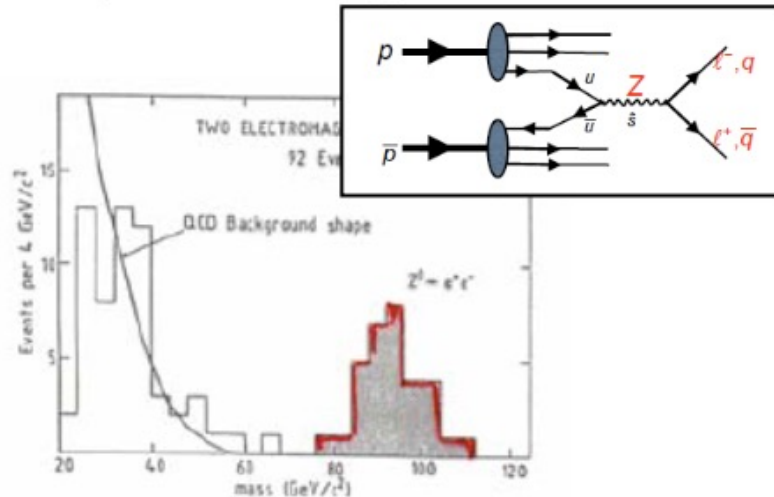 p
u
Z
ū
ŝ
ℓ⁻, q
p̄
ℓ⁺, q̄
TWO ELECTROMA
92 Eve
QCD Background shape
Z⁰ → e⁺e⁻
Events per 4 GeV/c²
15
10
5
20 40 60 80 100 120
mass (GeV/c²)